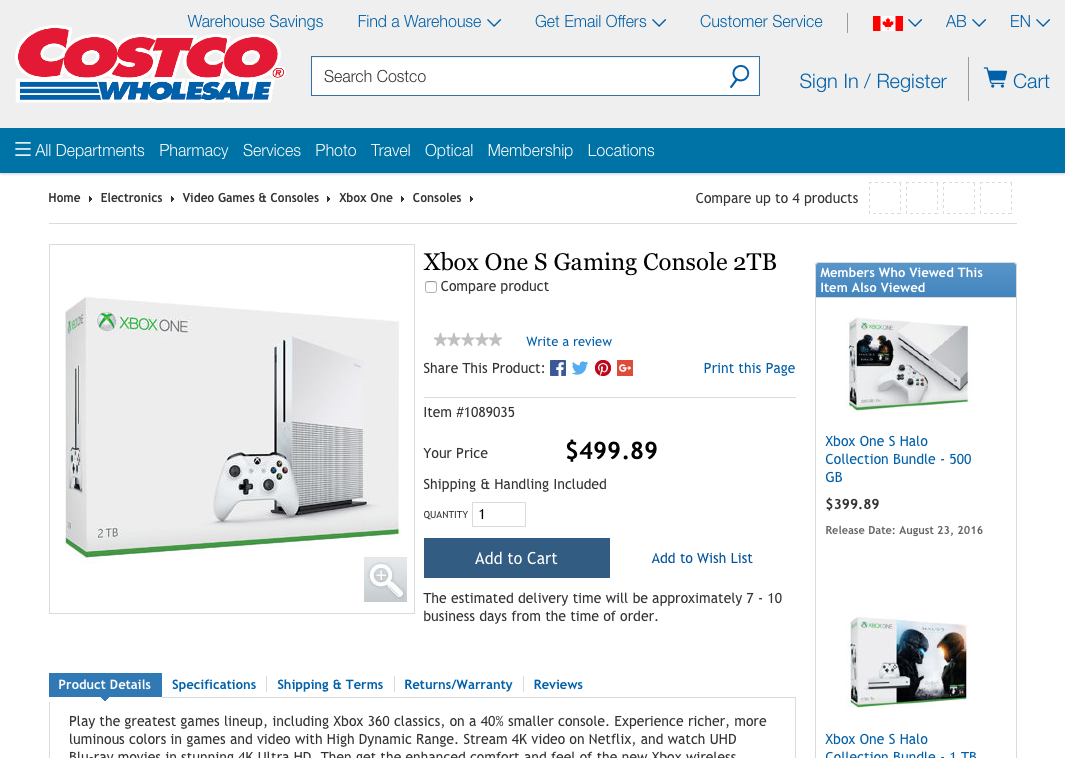 Warehouse Savings Find a Warehouse Get Email Offers Customer Service AB EN
COSTCO®
WHOLESALE
Search Costco
Sign In / Register Cart
All Departments Pharmacy Services Photo Travel Optical Membership Locations
Home Electronics Video Games & Consoles Xbox One Consoles
Compare up to 4 products
XBOX ONE
2 TB
Xbox One S Gaming Console 2TB
Compare product
Write a review
Share This Product: Print this Page
Item #1089035
Your Price $499.89
Shipping & Handling Included
QUANTITY 1
Add to Cart Add to Wish List
The estimated delivery time will be approximately 7 - 10
business days from the time of order.
Members Who Viewed This
Item Also Viewed
XBOX ONE
Xbox One S Halo
Collection Bundle - 500
GB
$399.89
Release Date: August 23, 2016
XBOX ONE
Xbox One S Halo
Collection Bundle - 1 TB
Product Details Specifications Shipping & Terms Returns/Warranty Reviews
Play the greatest games lineup, including Xbox 360 classics, on a 40% smaller console. Experience richer, more
luminous colors in games and video with High Dynamic Range. Stream 4K video on Netflix, and watch UHD
Blu-ray movies in stunning 4K Ultra HD. Then get the enhanced comfort and feel of the new Xbox wireless